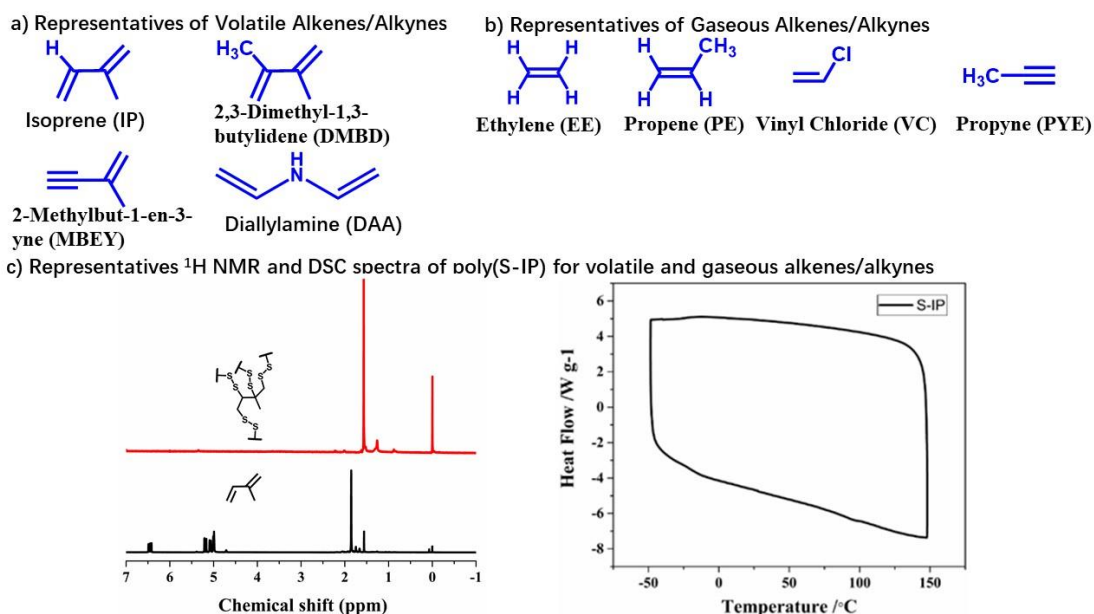 a) Representatives of Volatile Alkenes/Alkynes
H
Isoprene (IP)
H₃C
2,3-Dimethyl-1,3-
butylidene (DMBD)
2-Methylbut-1-en-3-
yne (MBEY)
H
N
Diallylamine (DAA)
b) Representatives of Gaseous Alkenes/Alkynes
H H
H H
Ethylene (EE)
H CH₃
H H
Propene (PE)
Cl
Vinyl Chloride (VC)
H₃C
Propyne (PYE)
c) Representatives ¹H NMR and DSC spectra of poly(S-IP) for volatile and gaseous alkenes/alkynes
S S S S S S
S S
7 6 5 4 3 2 1 0 -1
Chemical shift (ppm)
S-IP
6
4
2
0
-2
-4
-6
-8
Heat Flow /W g-1
-50 0 50 100 150
Temperature /°C